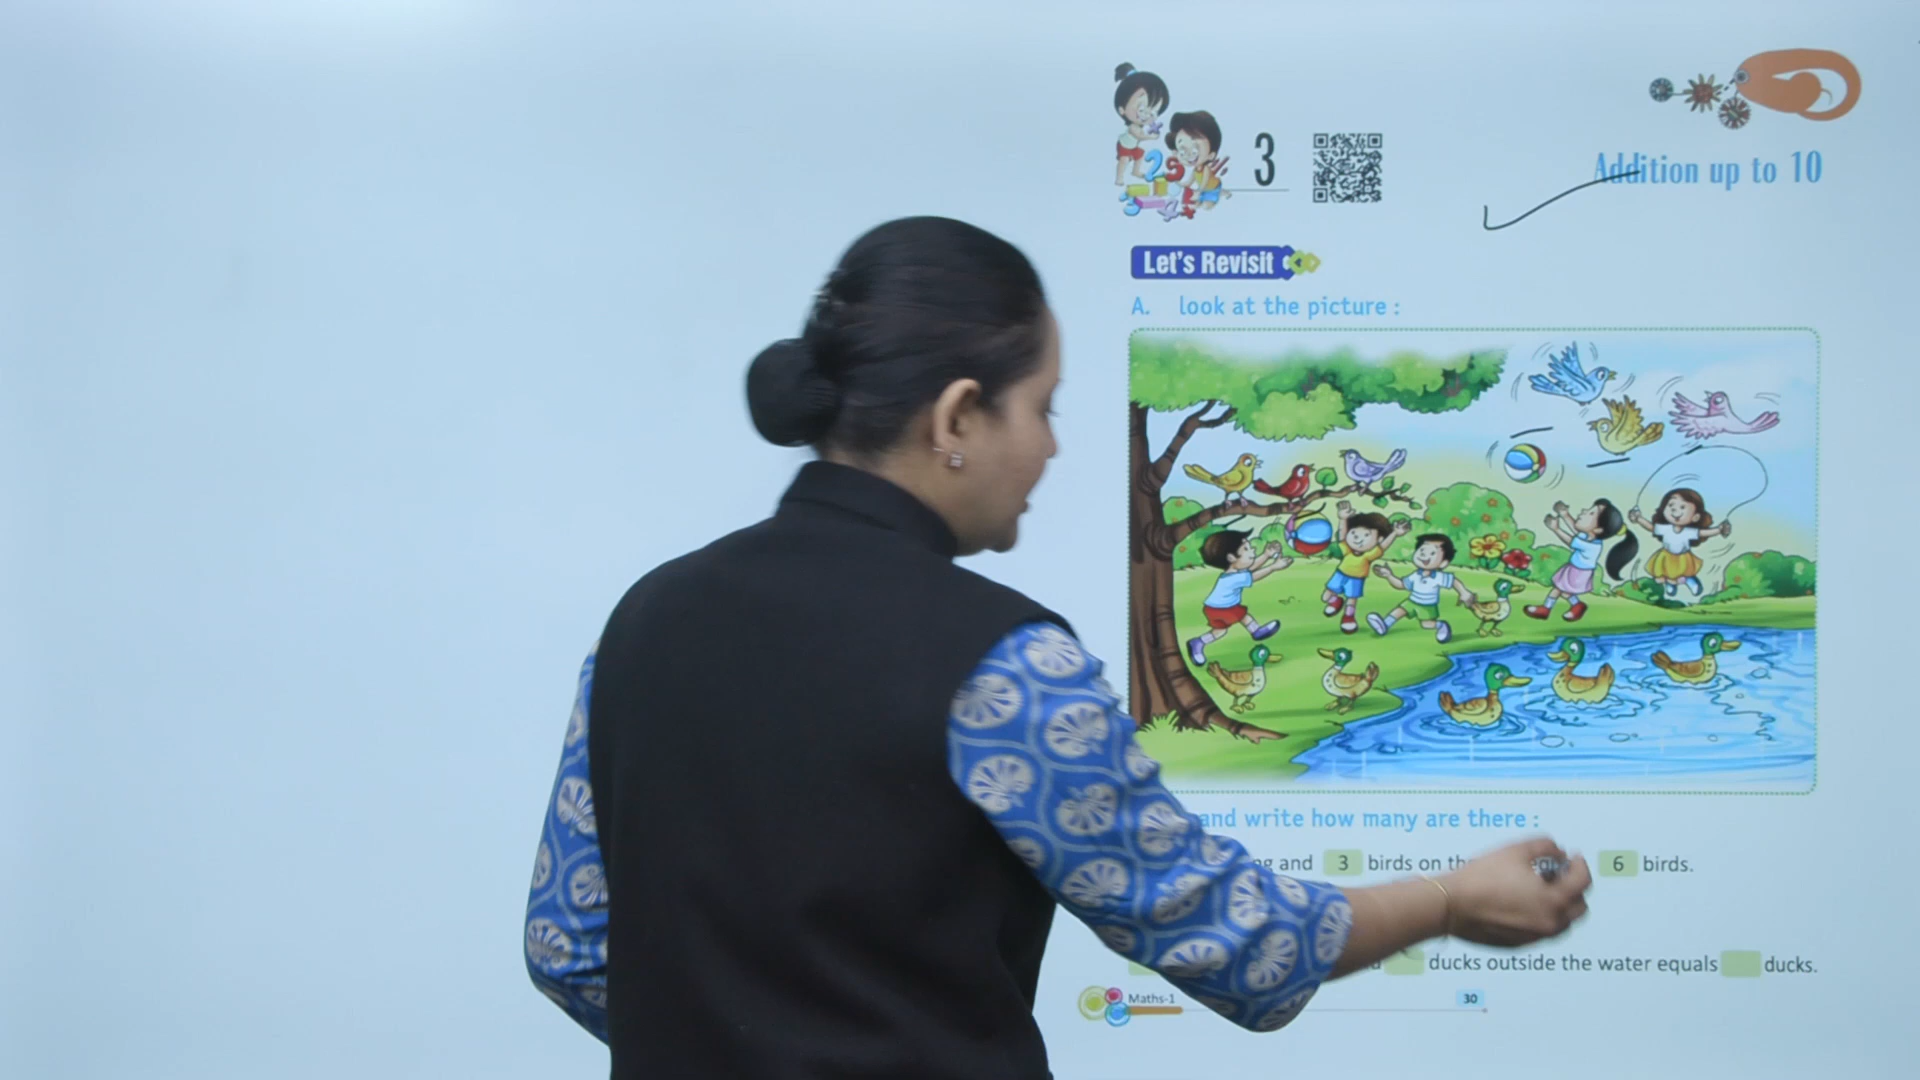 3
Addition up to 10
Let's Revisit
A. look at the picture :
and write how many are there :
and 3 birds on 6 birds.
ducks outside the water equals ducks.
Maths-1
30